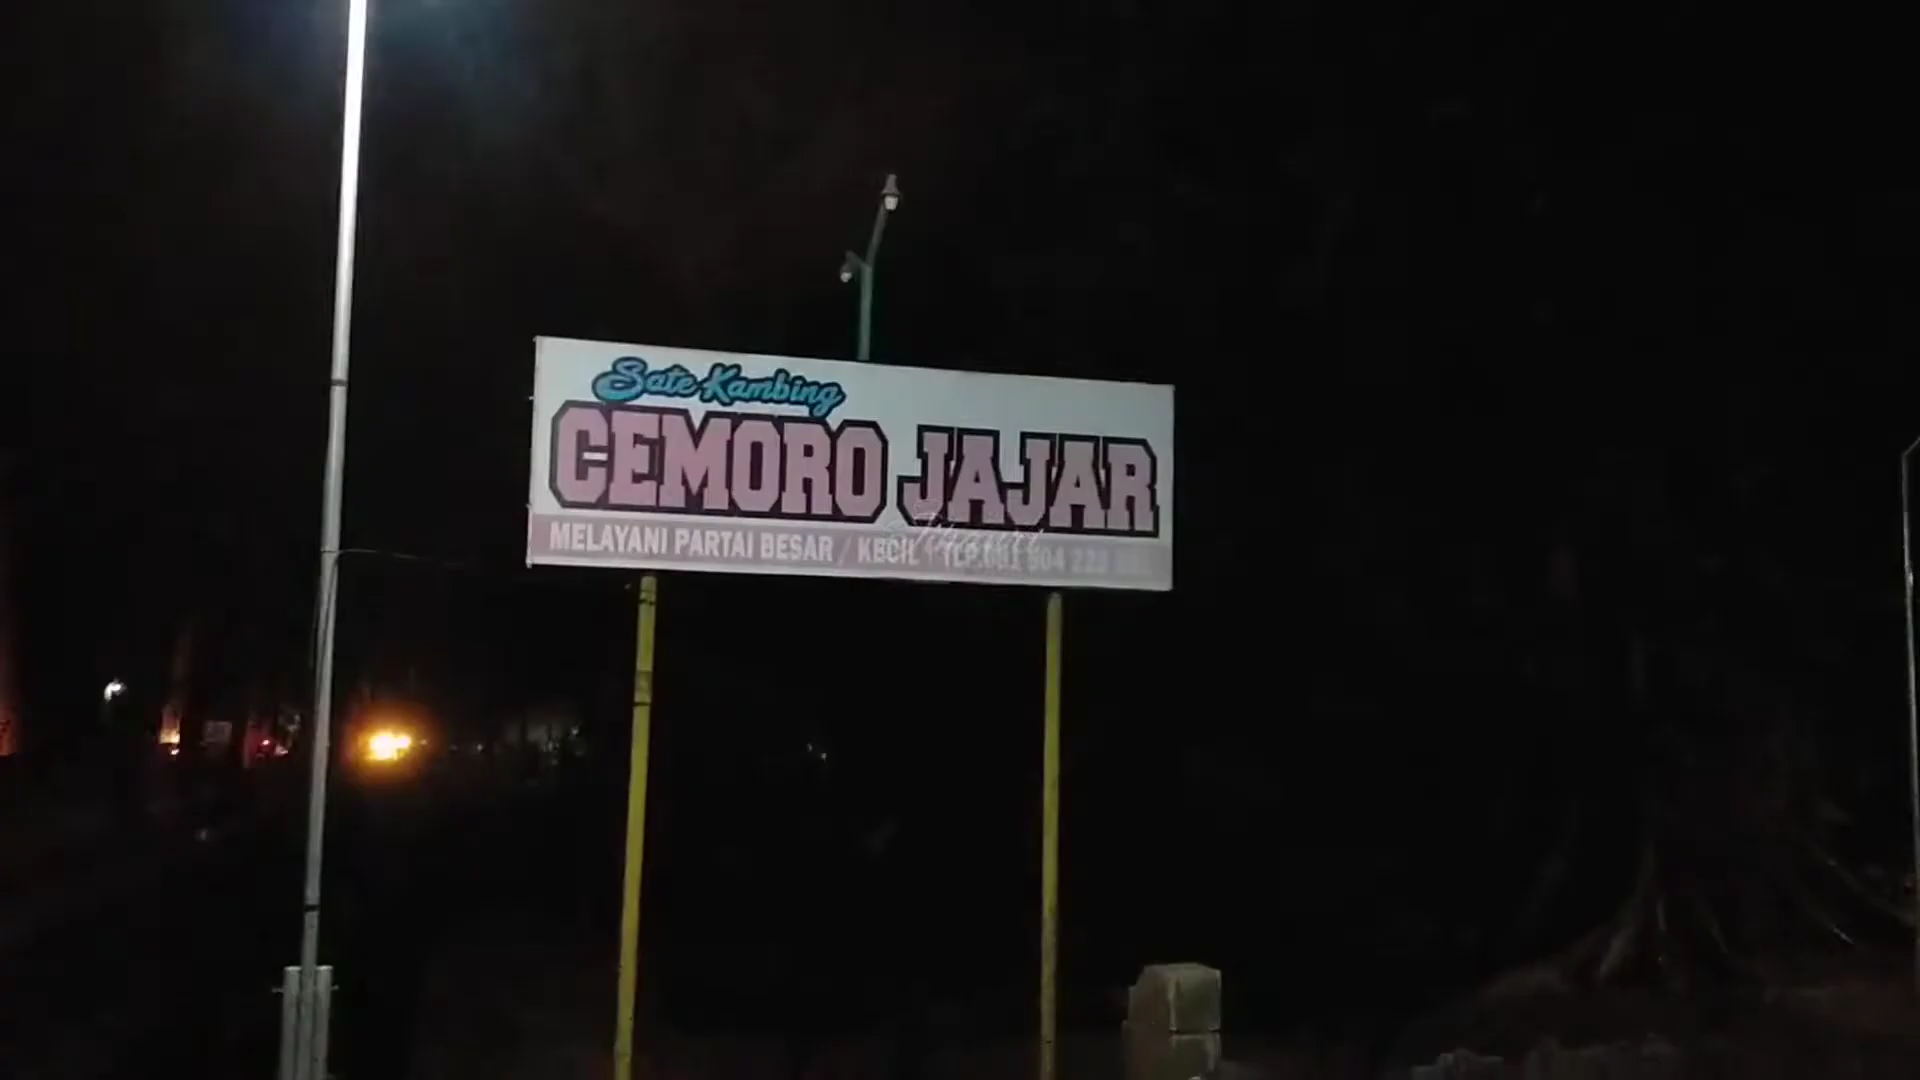 Sate Kambing
CEMORO JAJAR
MELAYANI PARTAI BESAR / KECIL